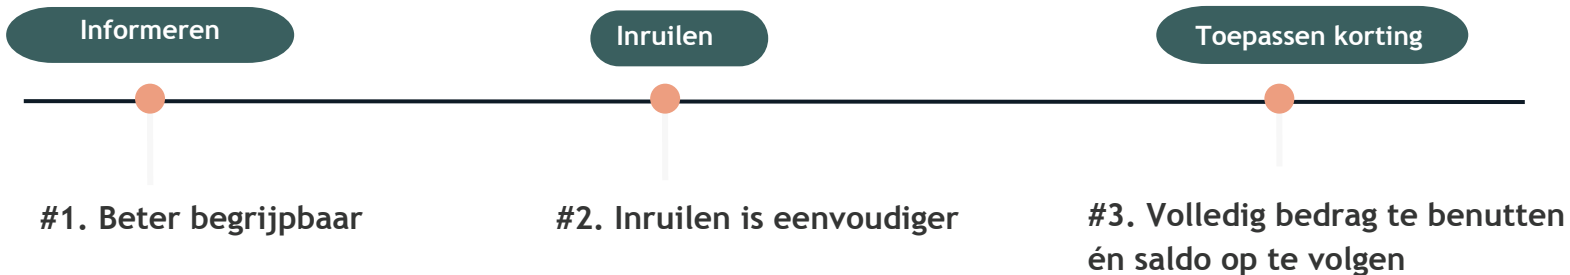 Informeren
Inruilen
Toepassen korting
#1. Beter begrijpbaar
#2. Inruilen is eenvoudiger
#3. Volledig bedrag te benutten
én saldo op te volgen